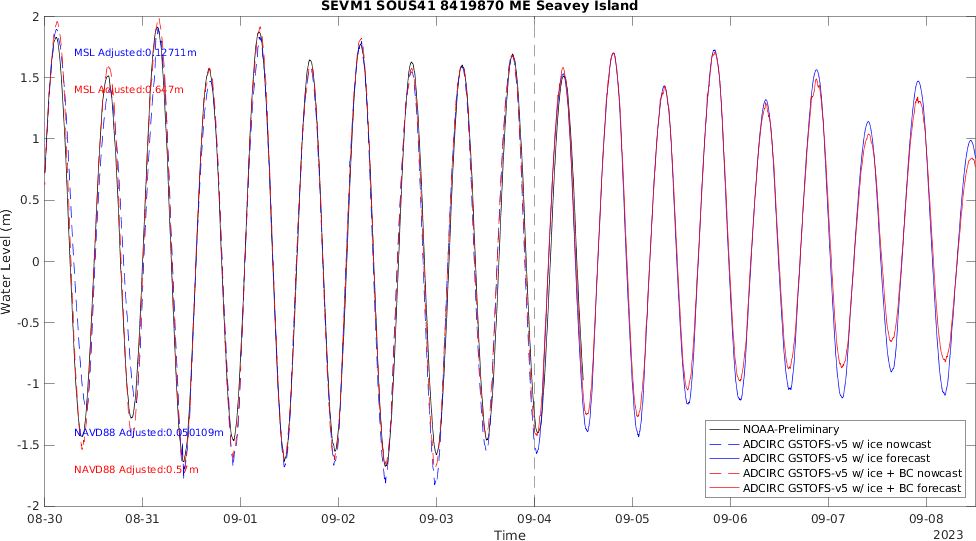 SEVM1 SOUS41 8419870 ME Seavey Island
2
1.5
1
0.5
0
-0.5
-1
-1.5
-2
Water Level (m)
MSL Adjusted:0.12711m
MSL Adjusted:0.647m
NAVD88 Adjusted:0.050109m
NAVD88 Adjusted:0.57m
NOAA-Preliminary
ADCIRC GSTOFS-v5 w/ ice nowcast
ADCIRC GSTOFS-v5 w/ ice forecast
ADCIRC GSTOFS-v5 w/ ice + BC nowcast
ADCIRC GSTOFS-v5 w/ ice + BC forecast
08-30 08-31 09-01 09-02 09-03 09-04 09-05 09-06 09-07 09-08
Time
2023